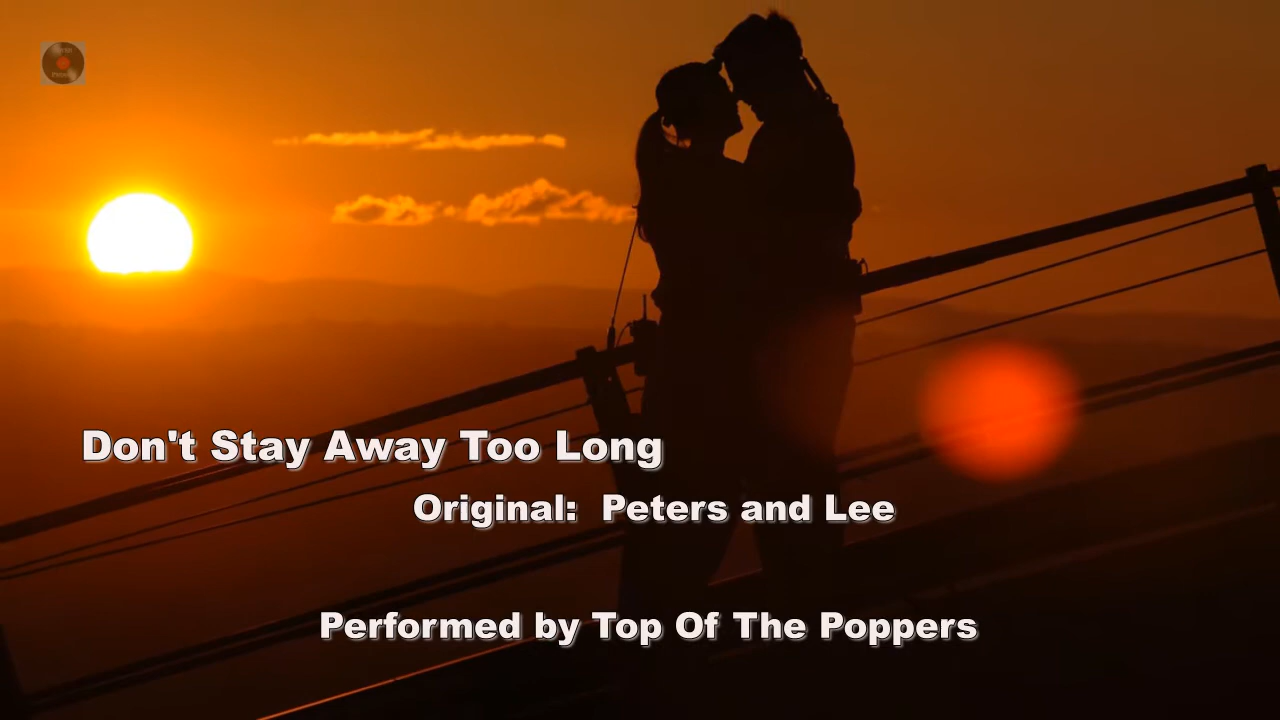 Don't Stay Away Too Long
Original: Peters and Lee
Performed by Top Of The Poppers